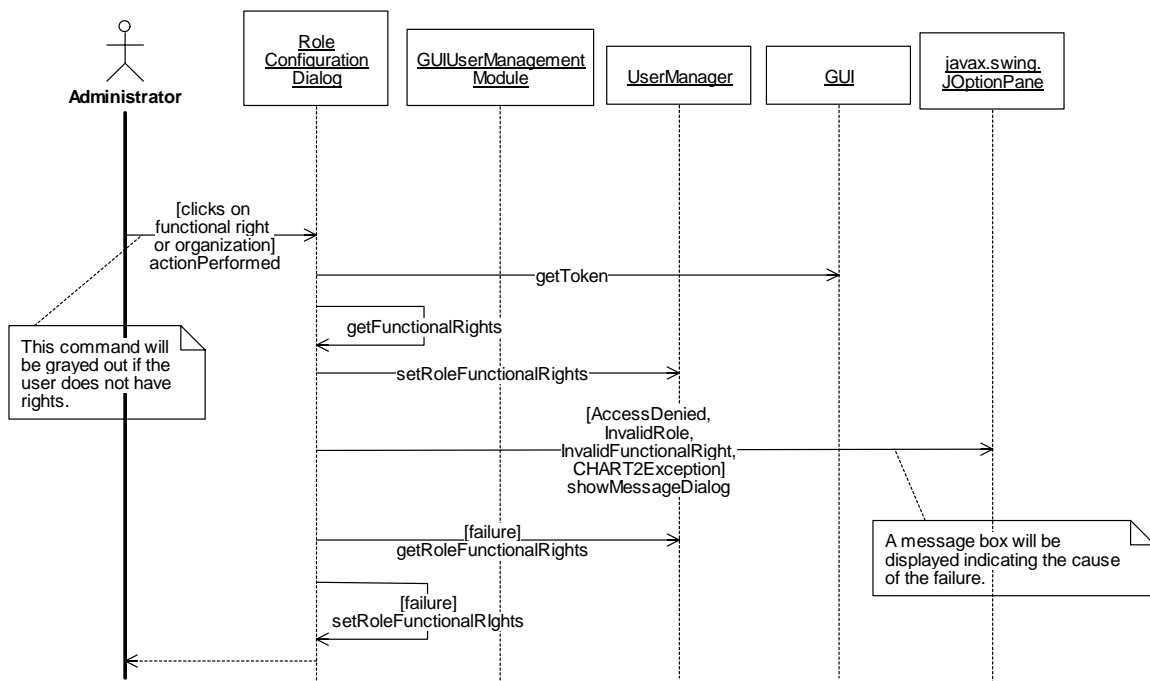 Role
Configuration
Dialog
GUIUserManagement
Module
UserManager
GUI
javax.swing.
JOptionPane
Administrator
[clicks on
functional right
or organization]
actionPerformed
getToken
getFunctionalRights
This command will
be grayed out if the
user does not have
rights.
setRoleFunctionalRights
[AccessDenied,
InvalidRole,
InvalidFunctionalRight,
CHART2Exception]
showMessageDialog
[failure]
getRoleFunctionalRights
A message box will be
displayed indicating the cause
of the failure.
[failure]
setRoleFunctionalRIghts